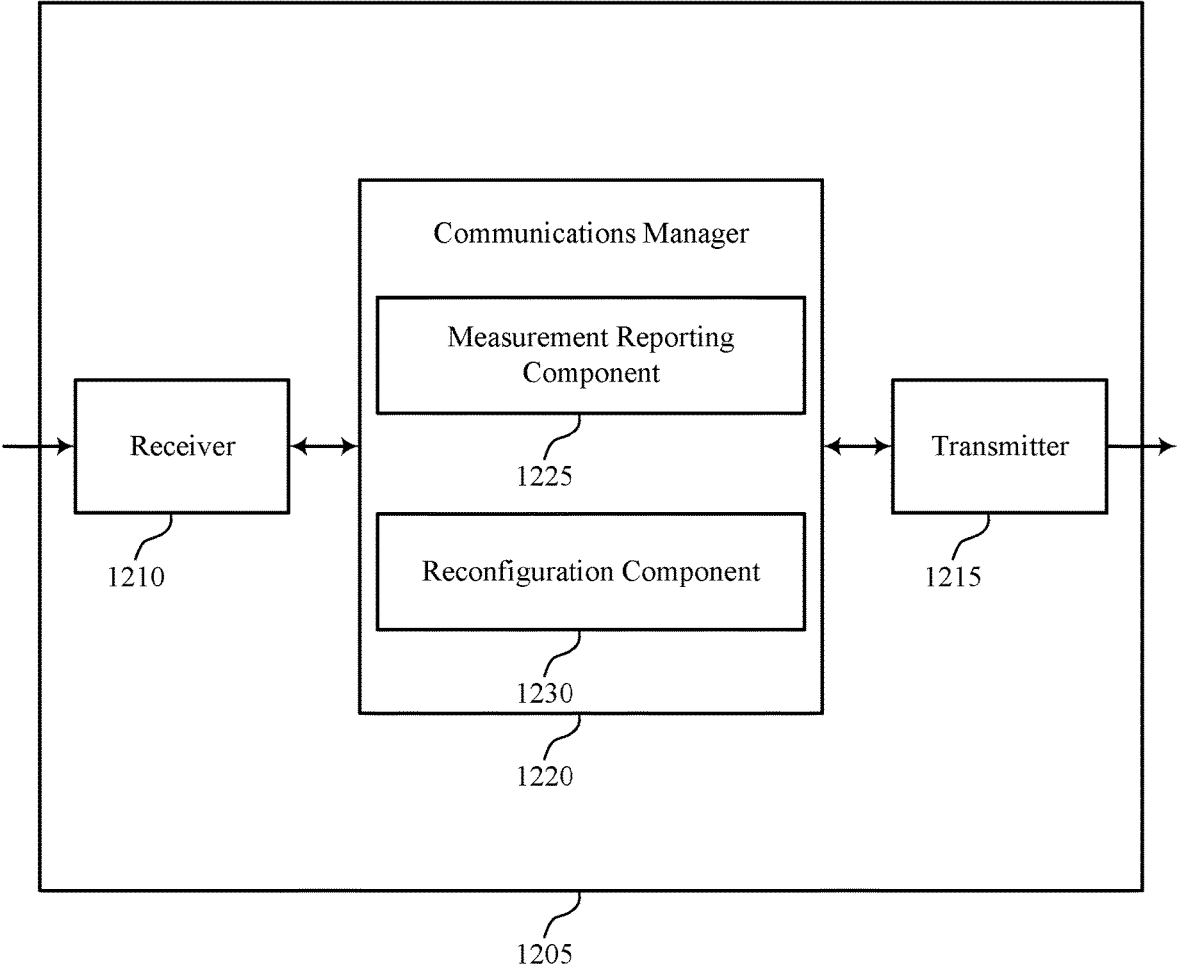 Communications Manager
Measurement Reporting
Component
1225
Receiver
1210
Transmitter
1215
Reconfiguration Component
1230
1220
1205